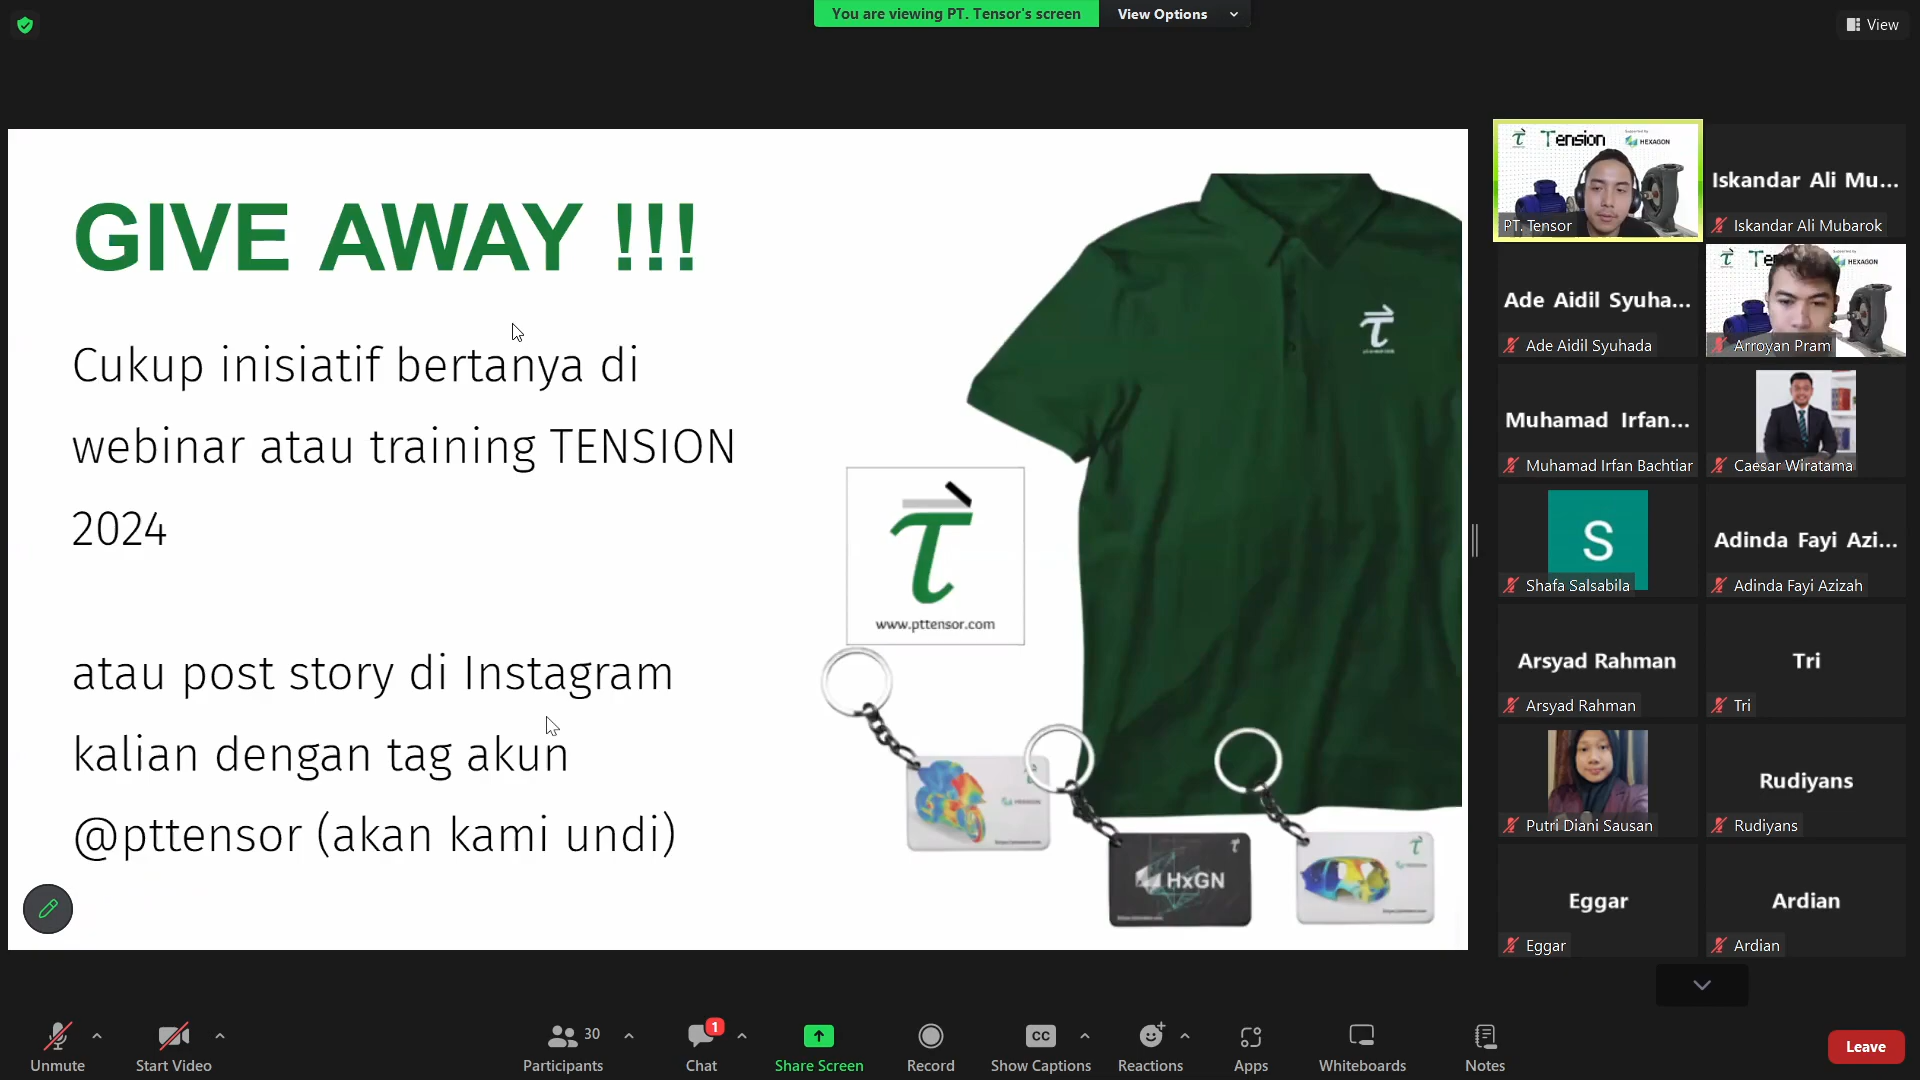 You are viewing PT. Tensor's screen
View Options
View
GIVE AWAY !!!
Cukup inisiatif bertanya di
webinar atau training TENSION
2024
atau post story di Instagram
kalian dengan tag akun
@pttensor (akan kami undi)
www.pttensor.com
HxGN
Tension
HEXAGON
PT. Tensor
Iskandar Ali Mu...
Iskandar Ali Mubarok
Ade Aidil Syuha...
Ade Aidil Syuhada
HEXAGON
Arroyan Pram
Muhamad Irfan...
Muhamad Irfan Bachtiar
Caesar Wiratama
S
Shafa Salsabila
Adinda Fayi Azi...
Adinda Fayi Azizah
Arsyad Rahman
Arsyad Rahman
Tri
Tri
Putri Diani Sausan
Rudiyans
Rudiyans
Eggar
Eggar
Ardian
Ardian
Unmute
Start Video
30
Participants
1
Chat
Share Screen
Record
CC
Show Captions
Reactions
Apps
Whiteboards
Notes
Leave